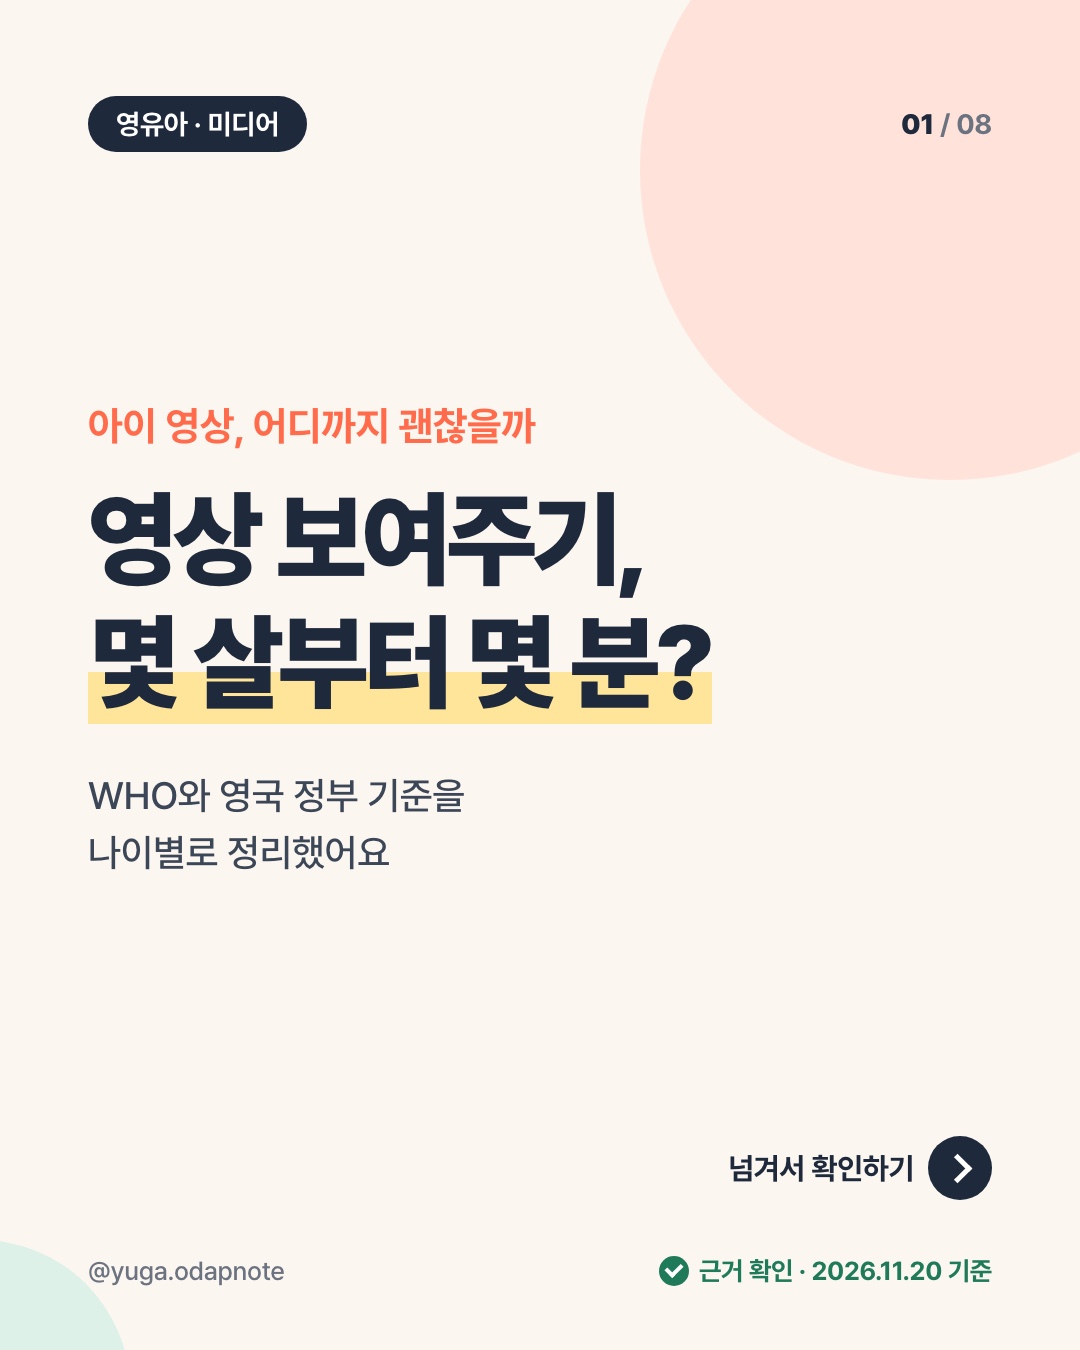 영유아 · 미디어
01 / 08
아이 영상, 어디까지 괜찮을까
영상 보여주기,
몇 살부터 몇 분?
WHO와 영국 정부 기준을
나이별로 정리했어요
넘겨서 확인하기
@yuga.odapnote
근거 확인 · 2026.11.20 기준